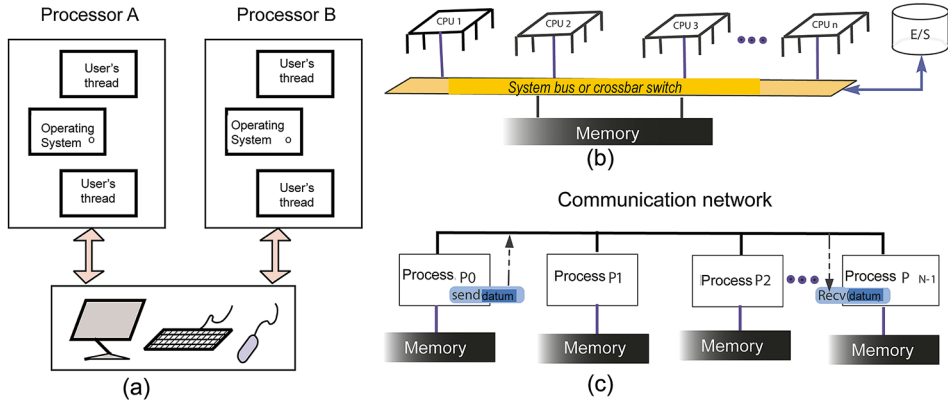 Processor A
Processor B
User's
thread
Operating
System
User's
thread
User's
thread
Operating
System
User's
thread
(a)
CPU 1
CPU 2
CPU 3
CPU n
E/S
System bus or crossbar switch
Memory
(b)
Communication network
Process P0
send datum
Process P1
Process P2
Process P N-1
Recv datum
Memory
Memory
Memory
Memory
(c)